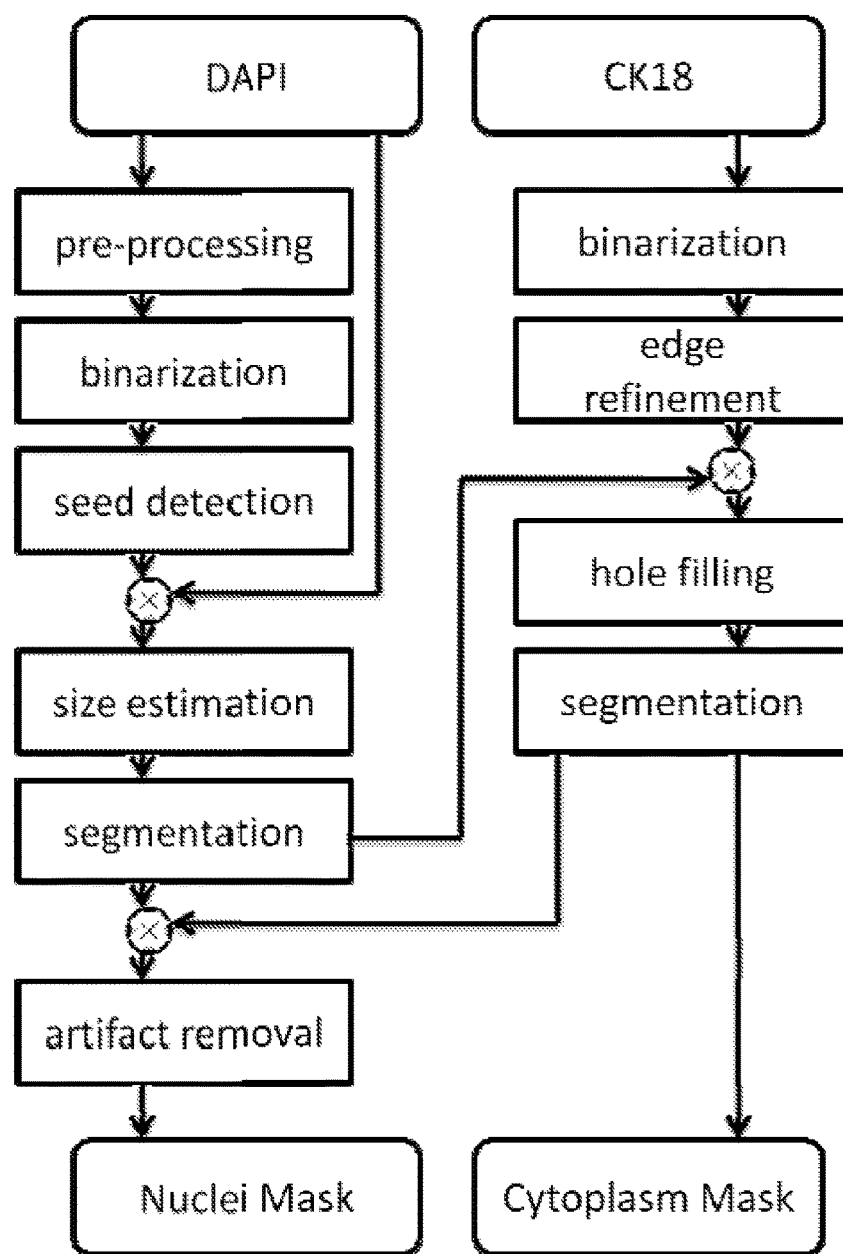 DAPI
CK18
pre-processing
binarization
seed detection
size estimation
segmentation
artifact removal
Nuclei Mask
binarization
edge
refinement
hole filling
segmentation
Cytoplasm Mask